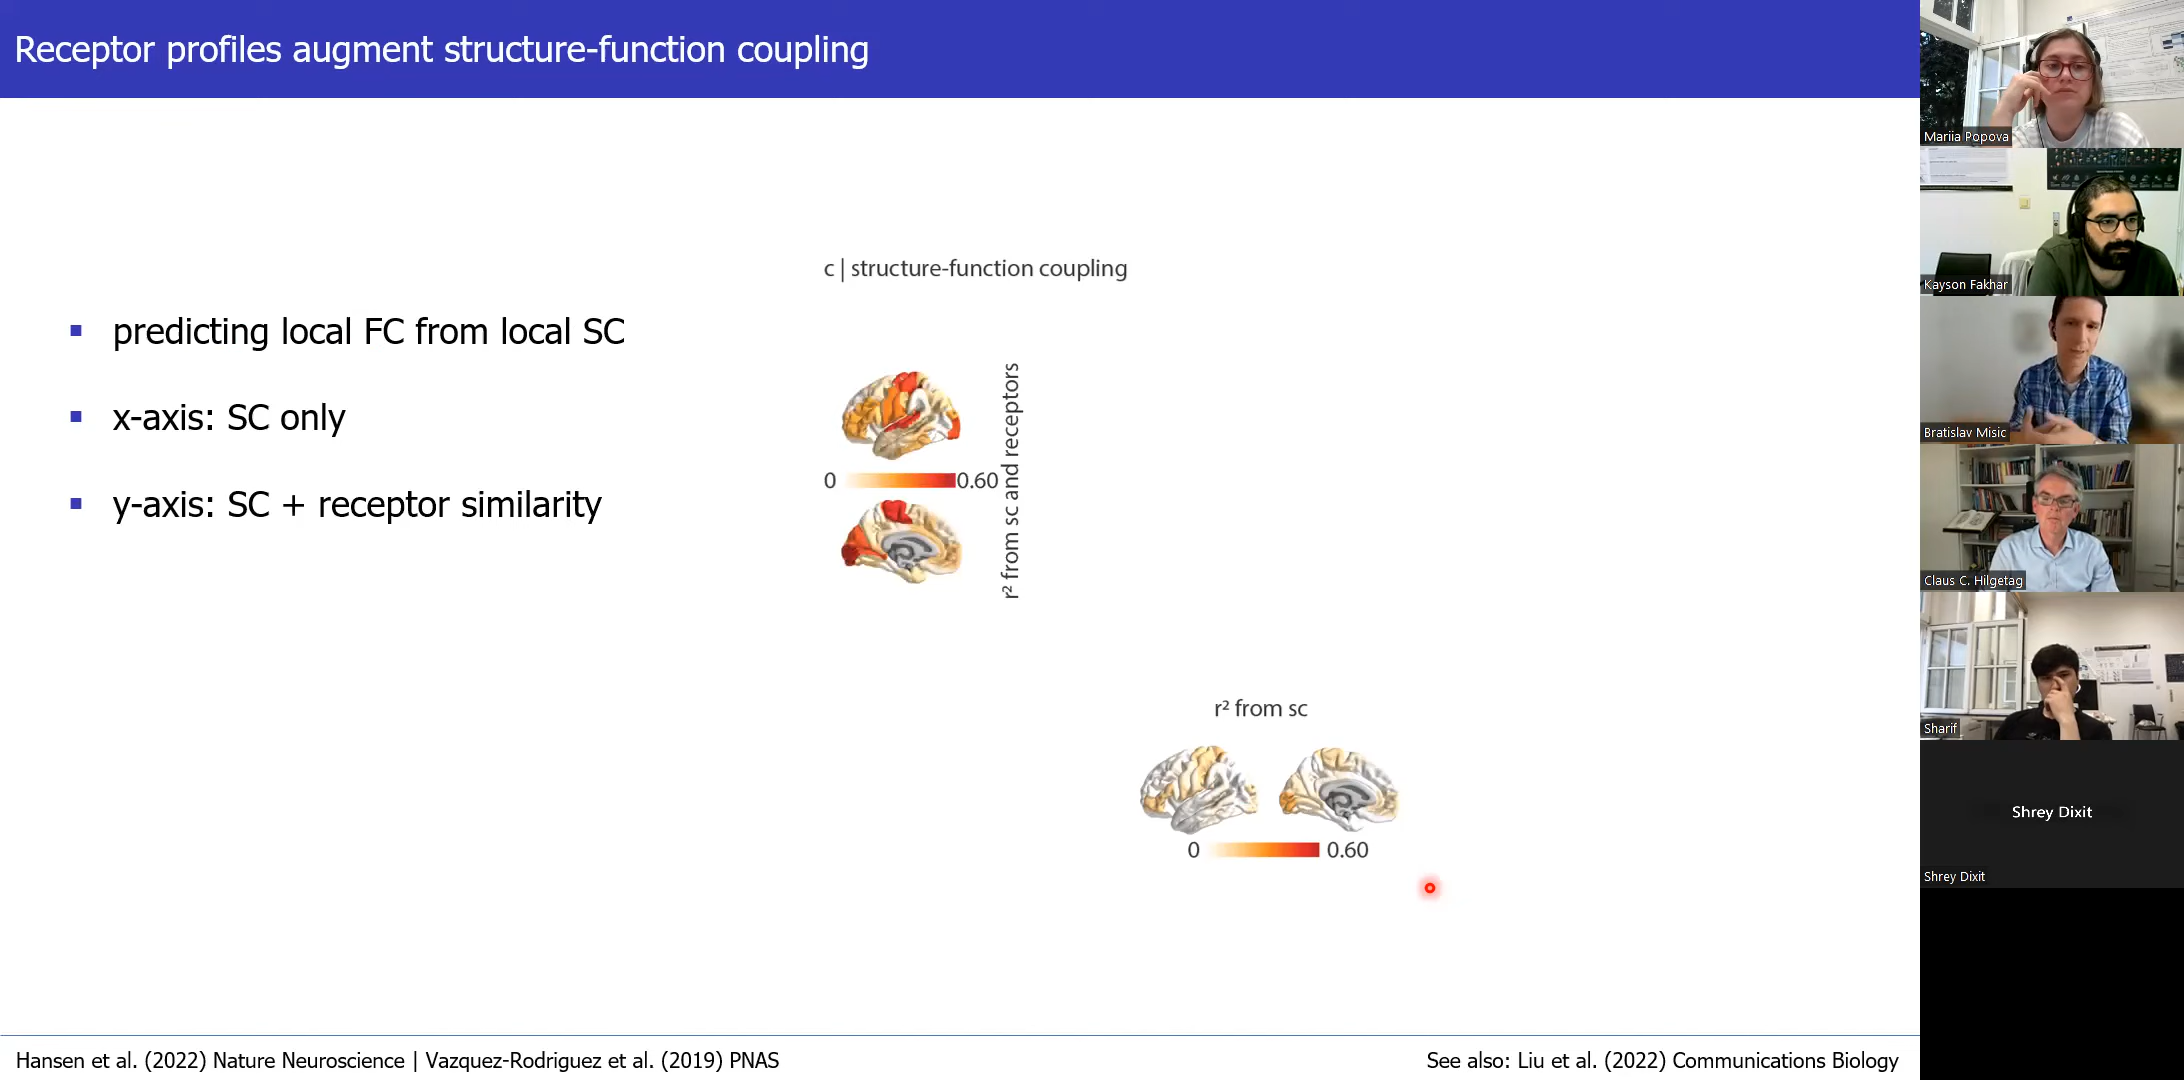 Receptor profiles augment structure-function coupling
predicting local FC from local SC
x-axis: SC only
y-axis: SC + receptor similarity
c | structure-function coupling
r² from sc and receptors
0
0.60
r² from sc
0
0.60
Hansen et al. (2022) Nature Neuroscience | Vazquez-Rodriguez et al. (2019) PNAS
See also: Liu et al. (2022) Communications Biology
Mariia Popova
Kayson Fakhar
Bratislav Misic
Claus C. Hilgetag
Sharif
Shrey Dixit
Shrey Dixit